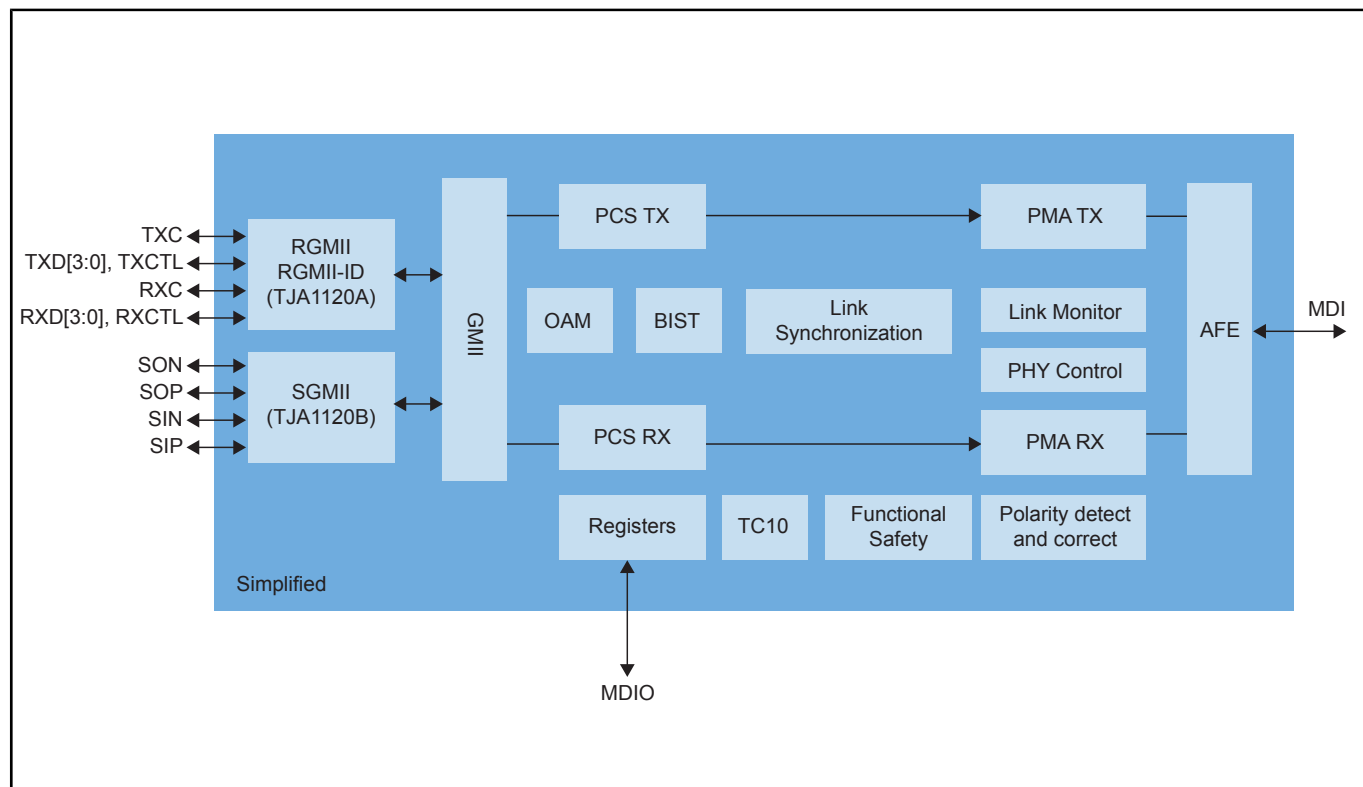 TXC
TXD[3:0], TXCTL
RXC
RXD[3:0], RXCTL
RGMII
RGMII-ID
(TJA1120A)
SON
SOP
SIN
SIP
SGMII
(TJA1120B)
GMII
PCS TX
PMA TX
OAM
BIST
Link
Synchronization
Link Monitor
PHY Control
AFE
MDI
PCS RX
PMA RX
Registers
TC10
Functional
Safety
Polarity detect
and correct
Simplified
MDIO